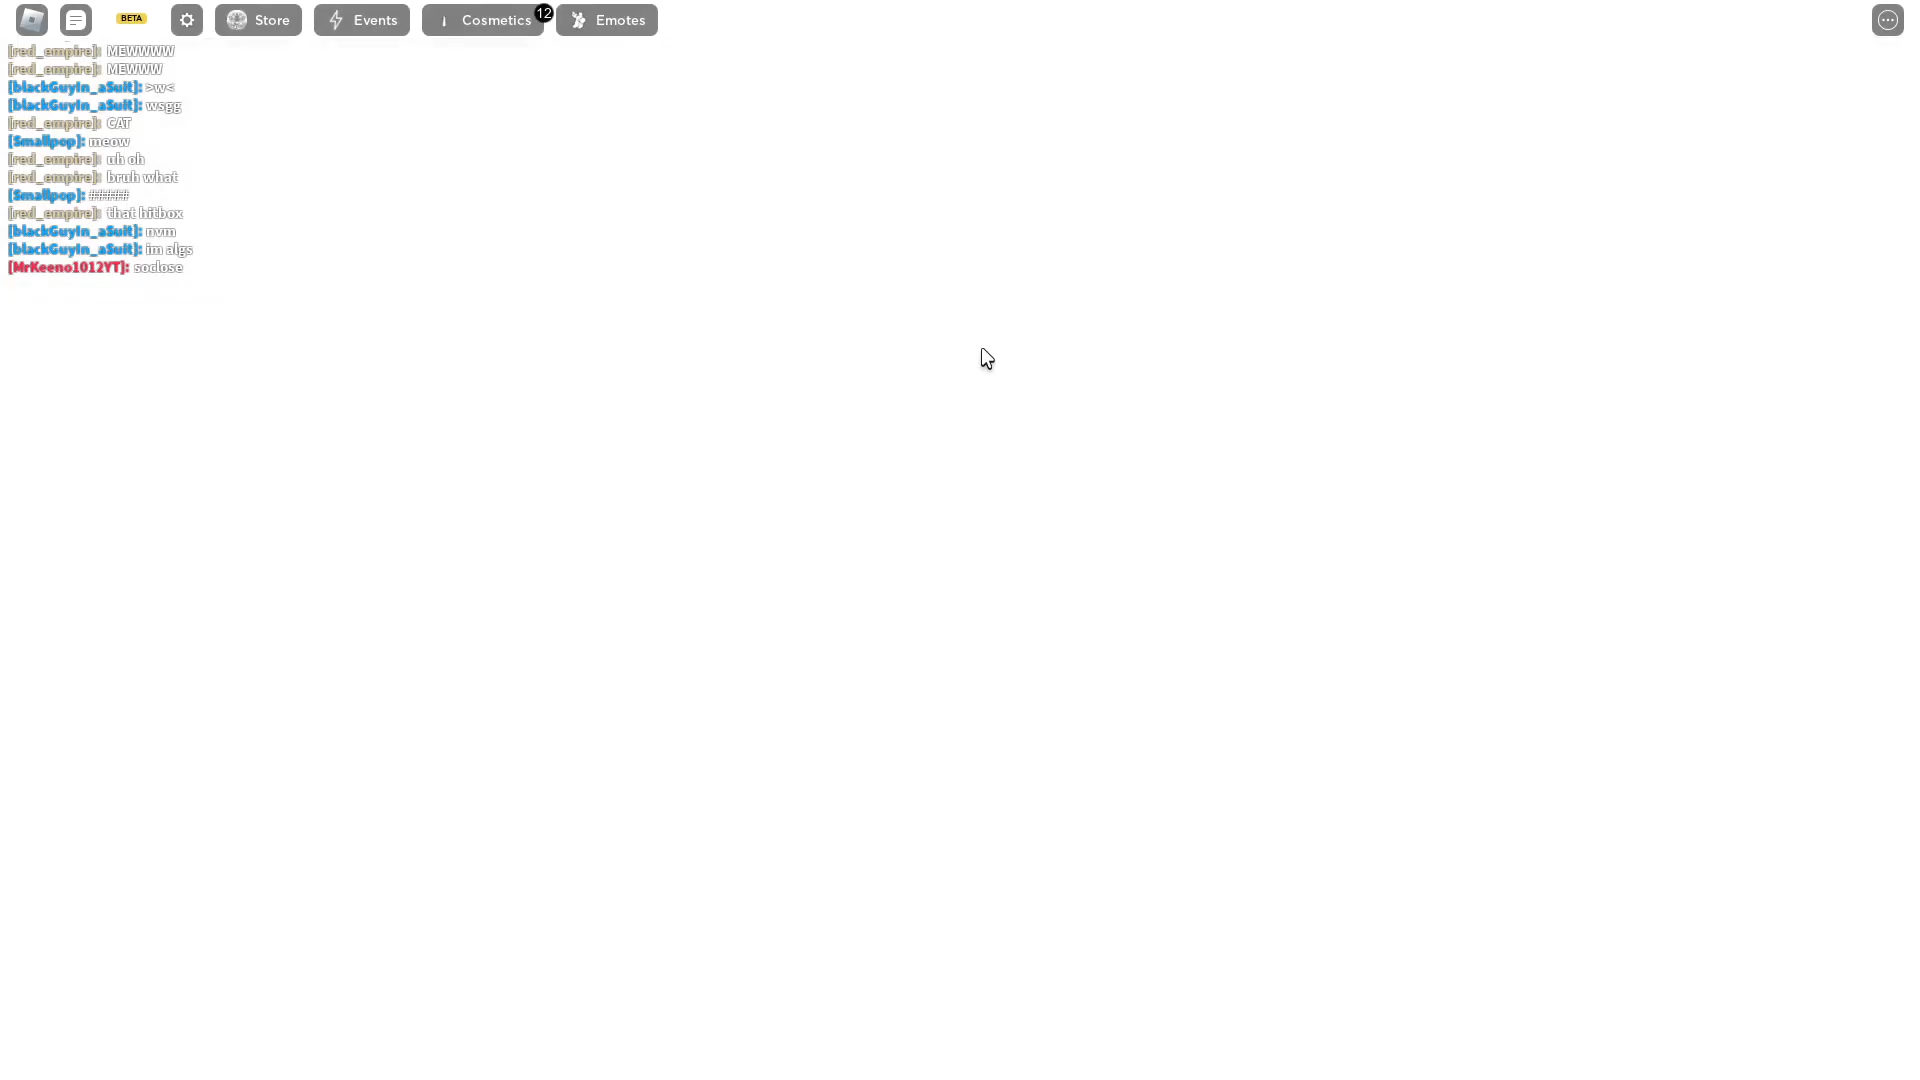 BETA
Store
Events
Cosmetics
12
Emotes
[red_empire]: MEWWWW
[red_empire]: MEWWW
[blackGuyIn_aSuit]: >w<
[blackGuyIn_aSuit]: wsgg
[red_empire]: CAT
[Smallpop]: meow
[red_empire]: uh oh
[red_empire]: bruh what
[Smallpop]: #####
[red_empire]: that hitbox
[blackGuyIn_aSuit]: nvm
[blackGuyIn_aSuit]: im algs
[MrKeeno1012YT]: soclose